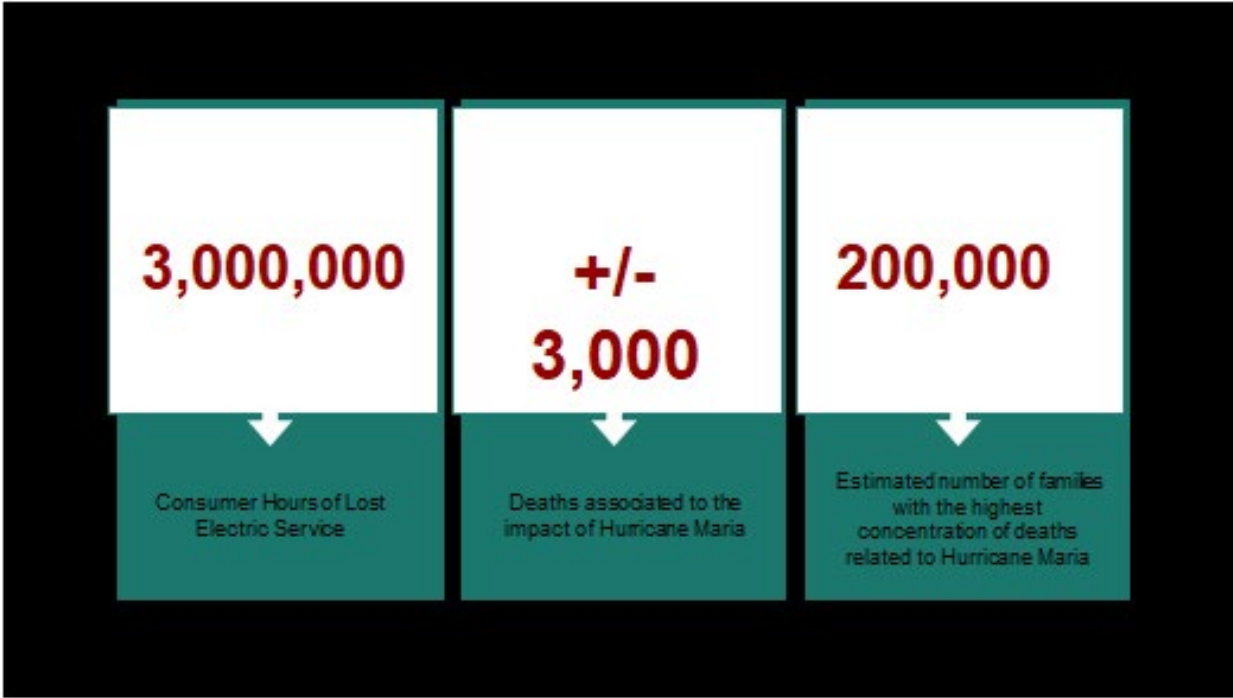 3,000,000
Consumer Hours of Lost
Electric Service
+/-
3,000
Deaths associated to the
impact of Hurricane Maria
200,000
Estimated number of families
with the highest
concentration of deaths
related to Hurricane Maria